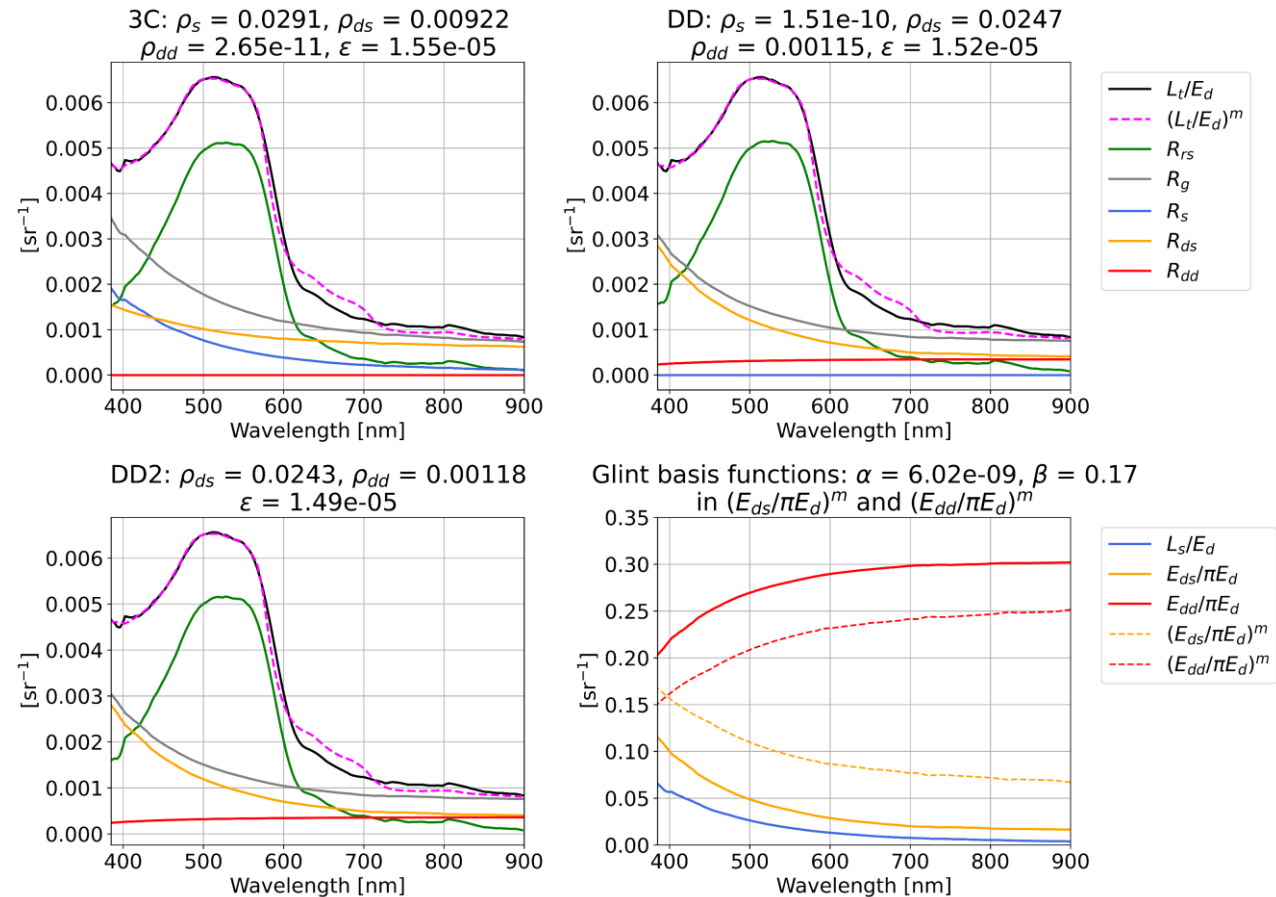 3C: ρs = 0.0291, ρds = 0.00922
ρdd = 2.65e-11, ε = 1.55e-05
[sr⁻¹]
0.006
0.005
0.004
0.003
0.002
0.001
0.000
400 500 600 700 800 900
Wavelength [nm]
DD: ρs = 1.51e-10, ρds = 0.0247
ρdd = 0.00115, ε = 1.52e-05
[sr⁻¹]
0.006
0.005
0.004
0.003
0.002
0.001
0.000
400 500 600 700 800 900
Wavelength [nm]
Lt/Ed
(Lt/Ed)ᵐ
Rrs
Rg
Rs
Rds
Rdd
DD2: ρds = 0.0243, ρdd = 0.00118
ε = 1.49e-05
[sr⁻¹]
0.006
0.005
0.004
0.003
0.002
0.001
0.000
400 500 600 700 800 900
Wavelength [nm]
Glint basis functions: α = 6.02e-09, β = 0.17
in (Eds/πEd)ᵐ and (Edd/πEd)ᵐ
[sr⁻¹]
0.35
0.30
0.25
0.20
0.15
0.10
0.05
0.00
400 500 600 700 800 900
Wavelength [nm]
Ls/Ed
Eds/πEd
Edd/πEd
(Eds/πEd)ᵐ
(Edd/πEd)ᵐ